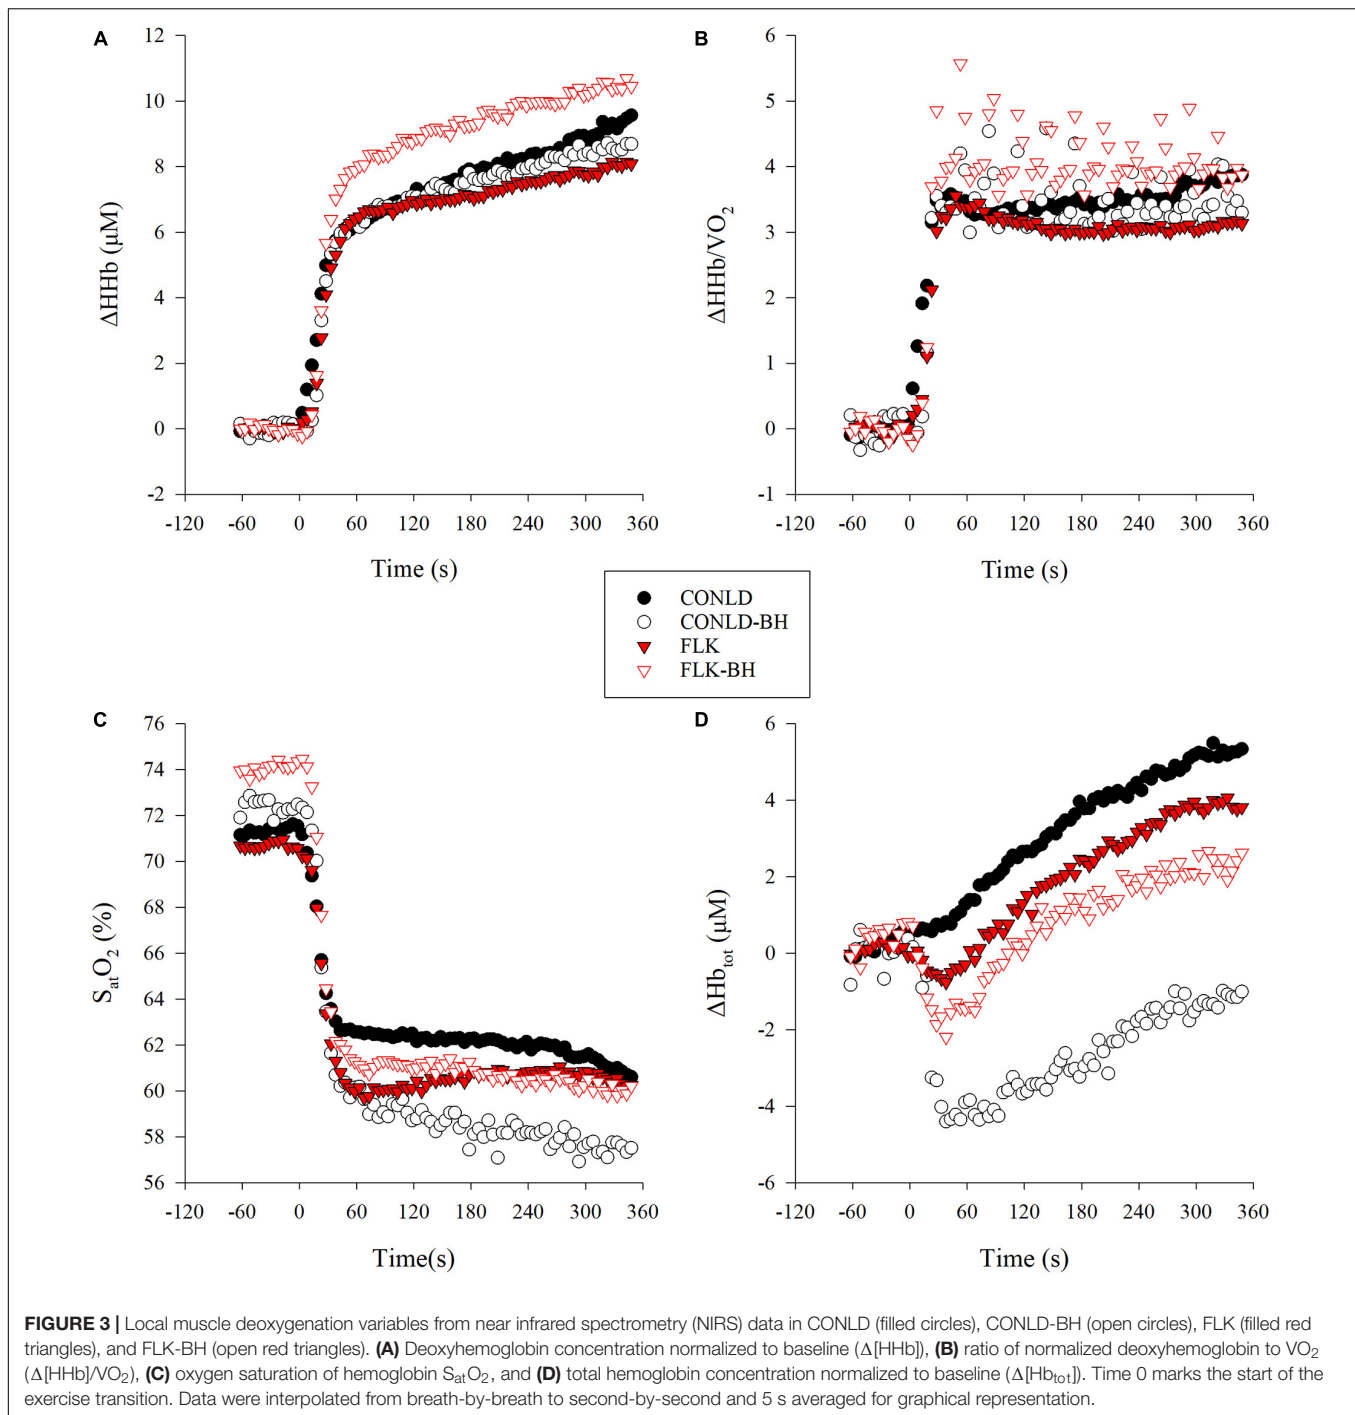 A
12
10
8
6
4
2
0
-2
ΔHHb (µM)
-120 -60 0 60 120 180 240 300 360
Time (s)
B
6
5
4
3
2
1
0
-1
ΔHHb/VO2
-120 -60 0 60 120 180 240 300 360
Time (s)
CONLD
CONLD-BH
FLK
FLK-BH
C
76
74
72
70
68
66
64
62
60
58
56
SatO2 (%)
-120 -60 0 60 120 180 240 300 360
Time(s)
D
6
4
2
0
-2
-4
-6
ΔHbtot (µM)
-120 -60 0 60 120 180 240 300 360
Time (s)
FIGURE 3 | Local muscle deoxygenation variables from near infrared spectrometry (NIRS) data in CONLD (filled circles), CONLD-BH (open circles), FLK (filled red
triangles), and FLK-BH (open red triangles). (A) Deoxyhemoglobin concentration normalized to baseline (Δ[HHb]), (B) ratio of normalized deoxyhemoglobin to VO2
(Δ[HHb]/VO2), (C) oxygen saturation of hemoglobin SatO2, and (D) total hemoglobin concentration normalized to baseline (Δ[Hbtot]). Time 0 marks the start of the
exercise transition. Data were interpolated from breath-by-breath to second-by-second and 5 s averaged for graphical representation.